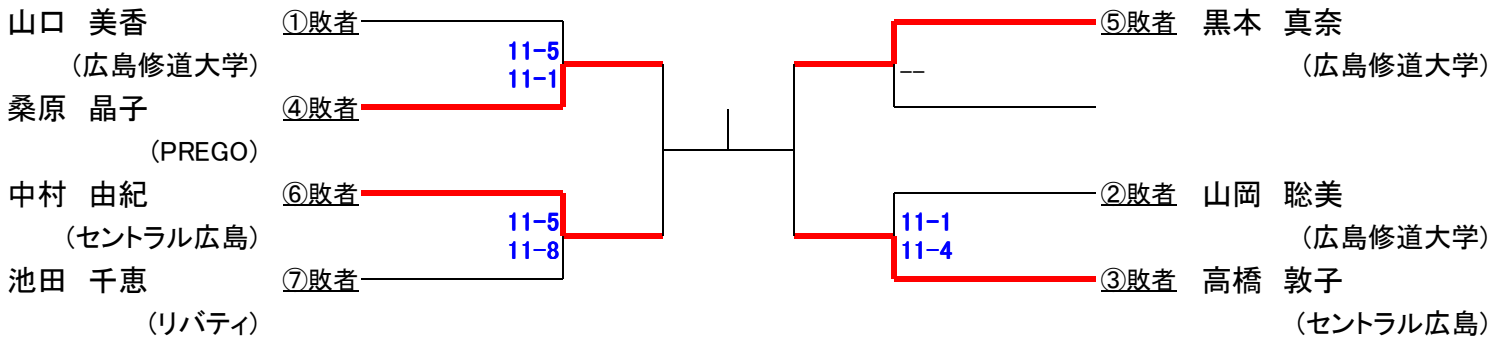 山口 美香 ①敗者 ⑤敗者 黒本 真奈
(広島修道大学) 11-5 (広島修道大学)
11-1 --
桑原 晶子 ④敗者
(PREGO)
中村 由紀 ⑥敗者 ②敗者 山岡 聡美
(セントラル広島) 11-5 11-1 (広島修道大学)
11-8 11-4
池田 千恵 ⑦敗者 ③敗者 高橋 敦子
(リバティ) (セントラル広島)